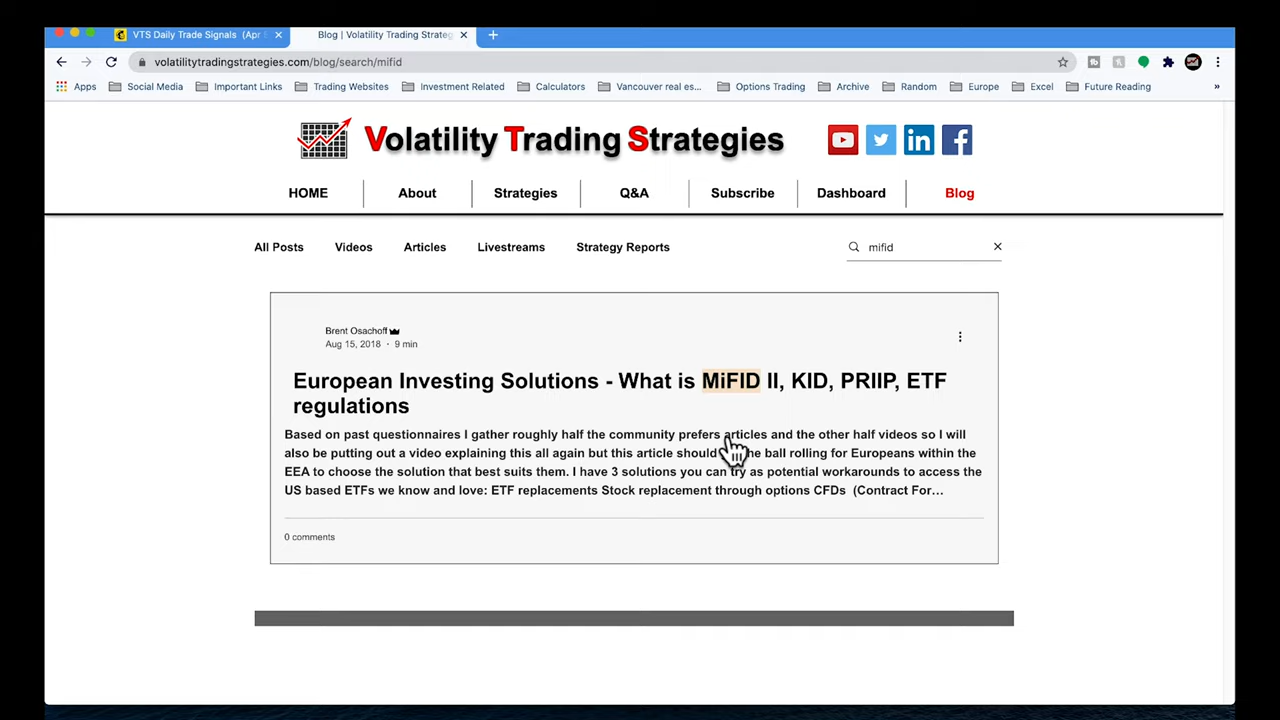 VTS Daily Trade Signals (Apr
Blog | Volatility Trading Strateg
volatilitytradingstrategies.com/blog/search/mifid
Apps Social Media Important Links Trading Websites Investment Related Calculators Vancouver real es... Options Trading Archive Random Europe Excel Future Reading »
Volatility Trading Strategies
HOME About Strategies Q&A Subscribe Dashboard Blog
All Posts Videos Articles Livestreams Strategy Reports mifid
Brent Osachoff
Aug 15, 2018 · 9 min
European Investing Solutions - What is MiFID II, KID, PRIIP, ETF
regulations
Based on past questionnaires I gather roughly half the community prefers articles and the other half videos so I will
also be putting out a video explaining this all again but this article should ball rolling for Europeans within the
EEA to choose the solution that best suits them. I have 3 solutions you can try as potential workarounds to access the
US based ETFs we know and love: ETF replacements Stock replacement through options CFDs (Contract For...
0 comments